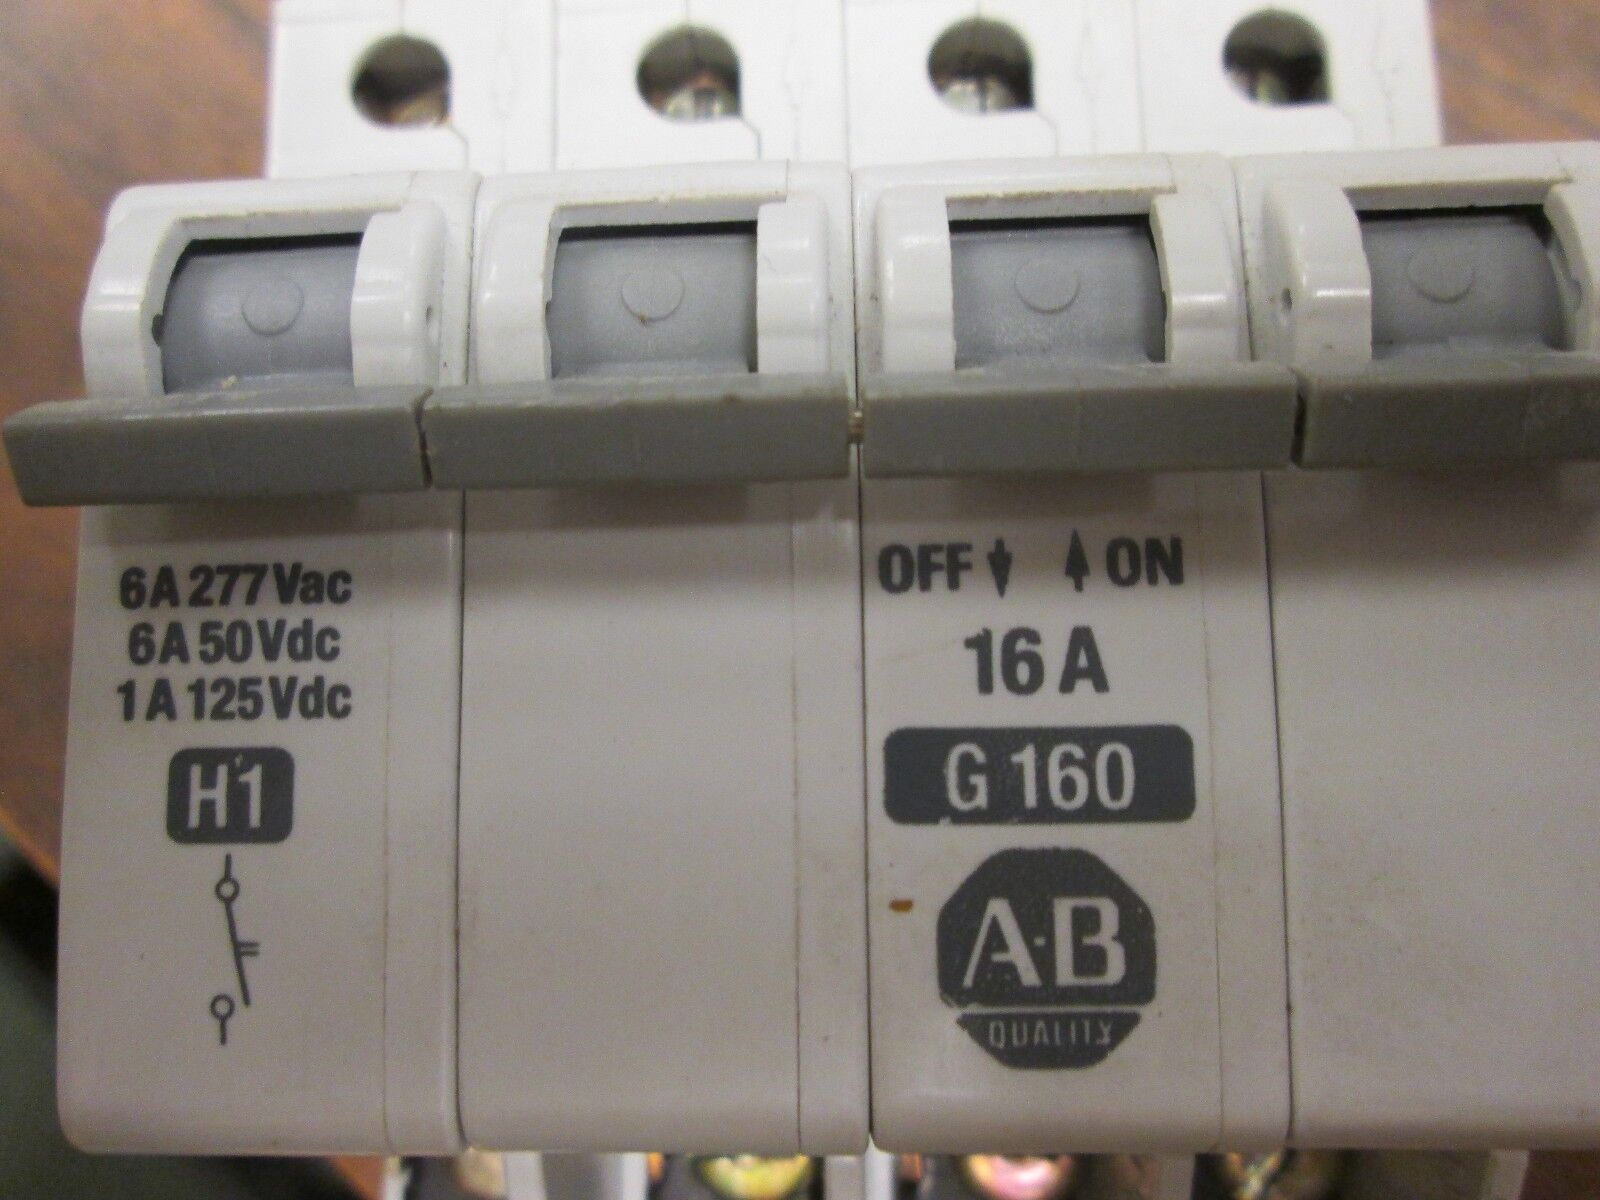 6A 277 Vac
6A 50 Vdc
1A 125 Vdc
H1
OFF ON
16 A
G 160
A·B
QUALITY